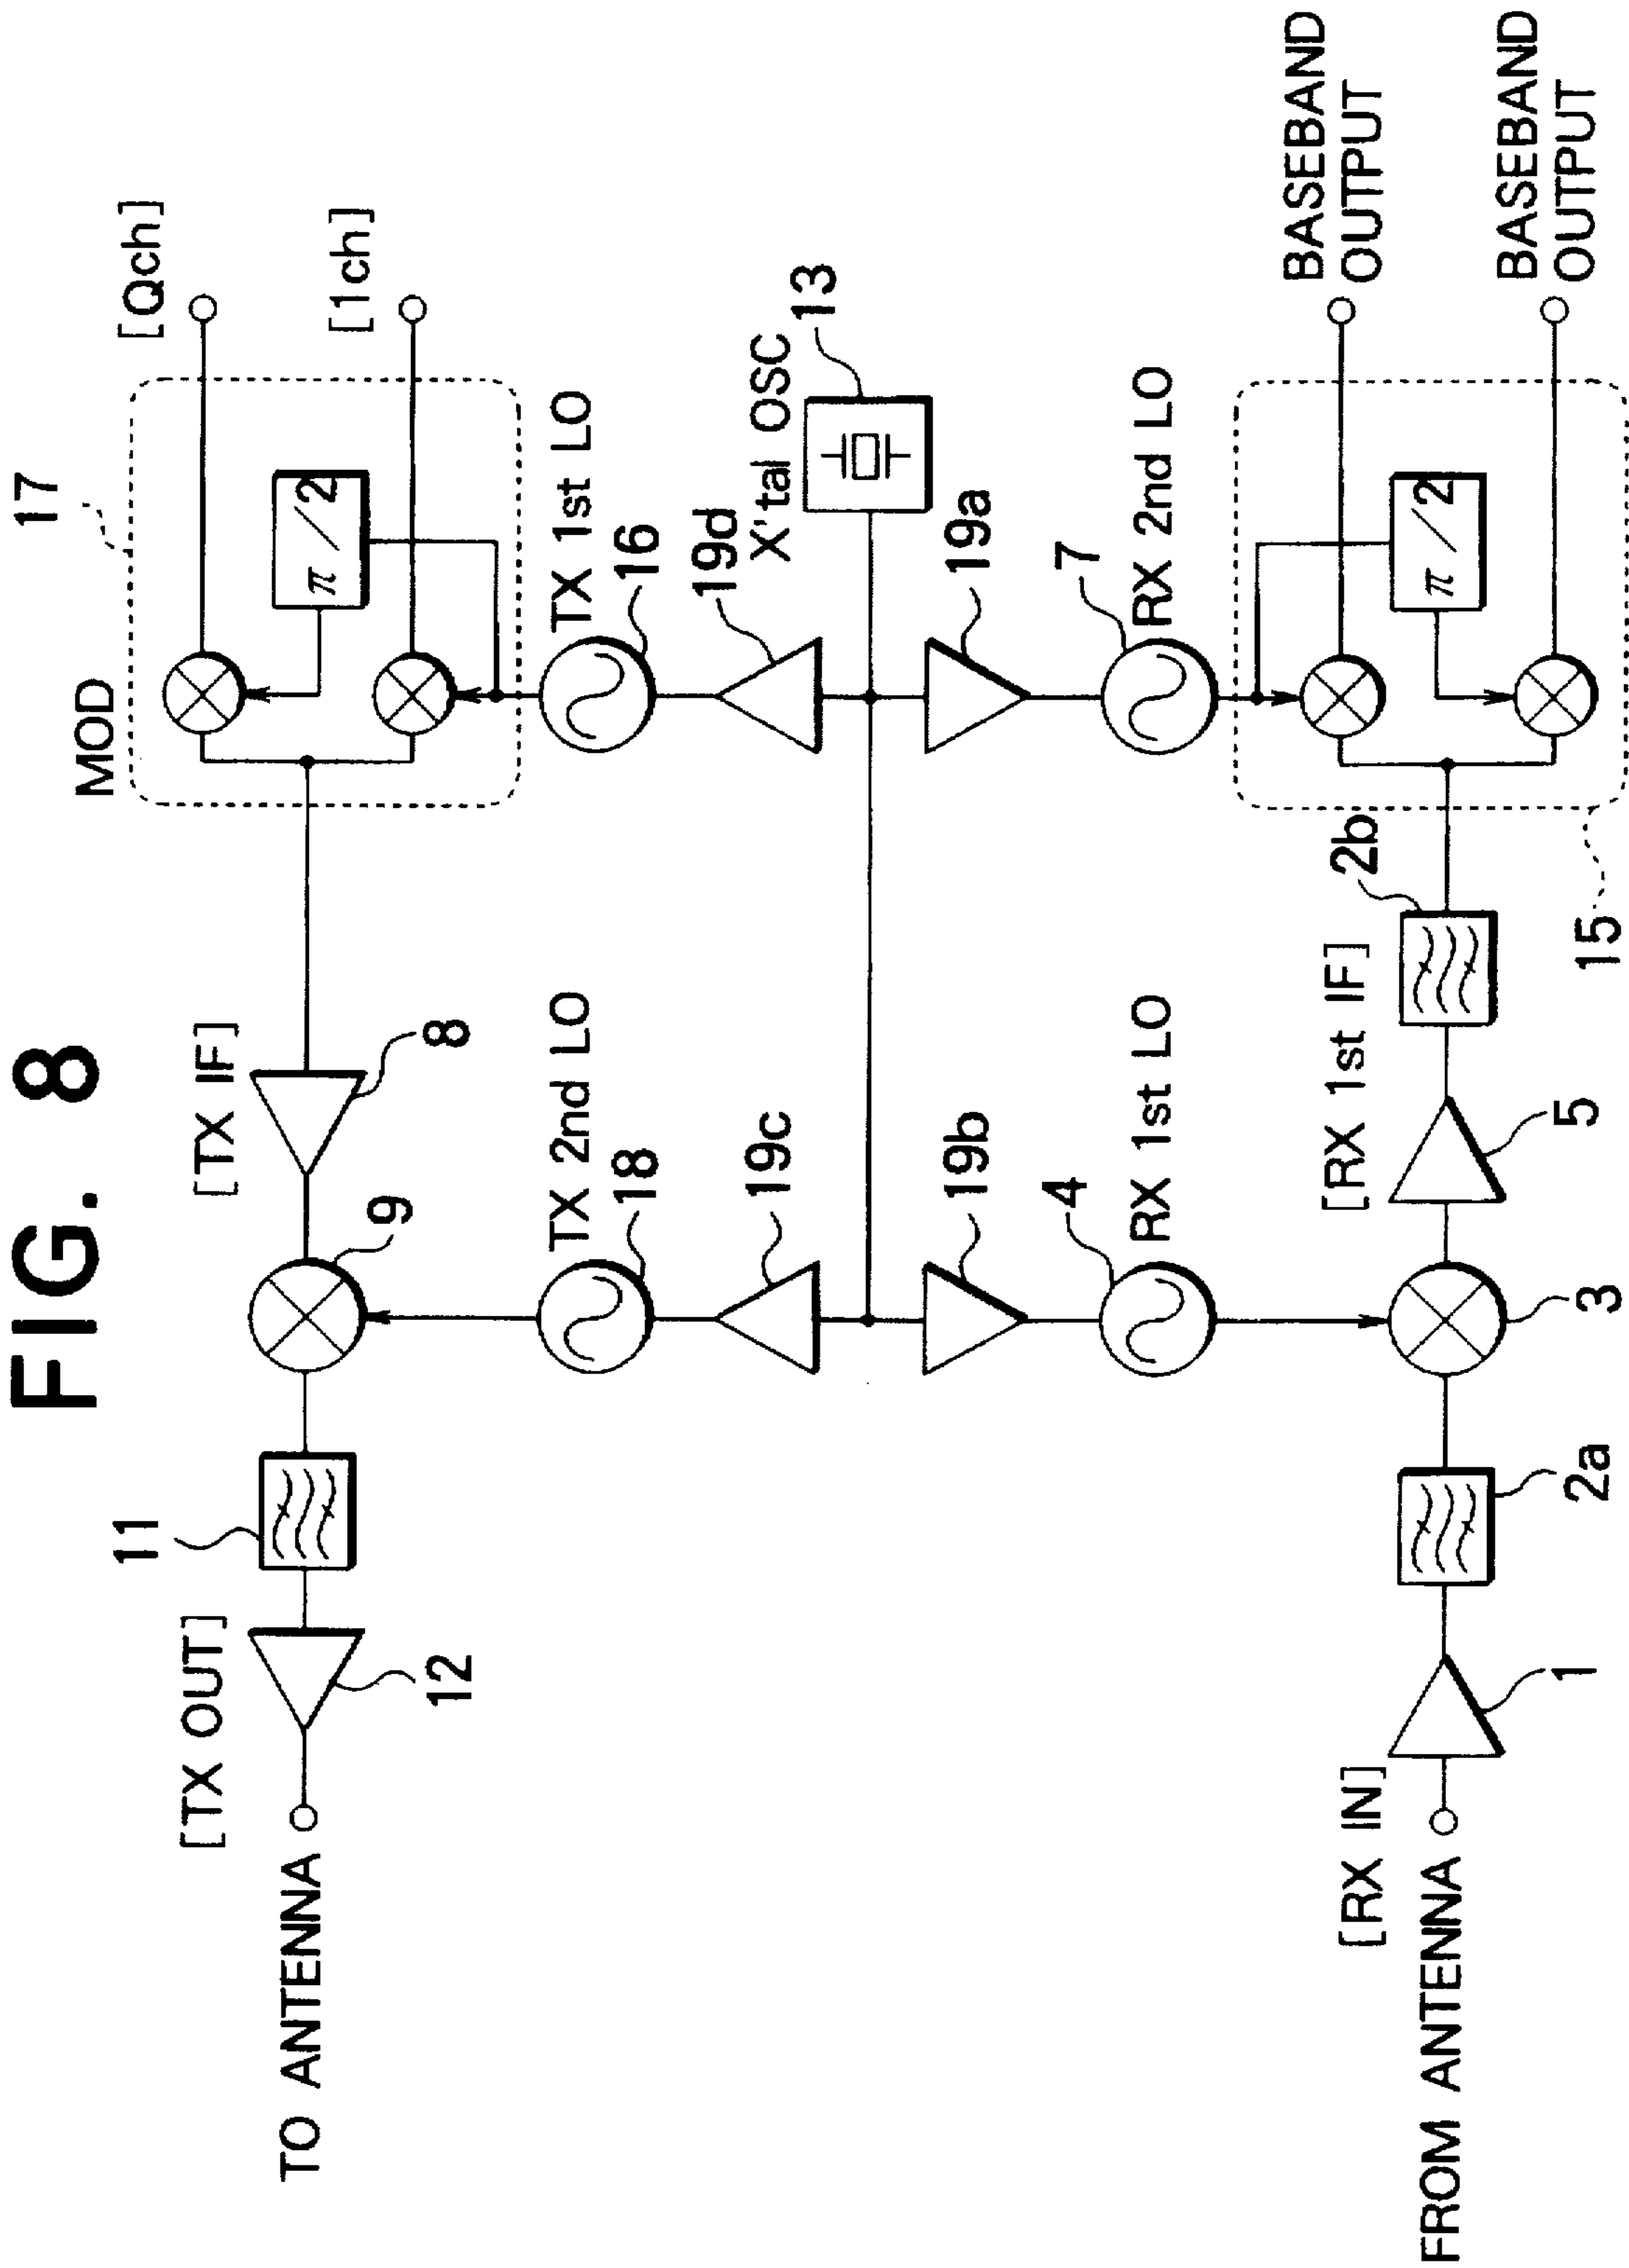 FIG. 8
17
MOD
π/2
[Qch]
[1ch]
[TX OUT]
11
[TX IF]
9
8
TO ANTENNA
12
TX 2nd LO
18
TX 1st LO
16
19c
19d
X'tal OSC
13
19b
19a
4
RX 1st LO
7
RX 2nd LO
[RX IN]
[RX 1st IF]
2b
π/2
BASEBAND
OUTPUT
BASEBAND
OUTPUT
FROM ANTENNA
1
2a
3
5
15